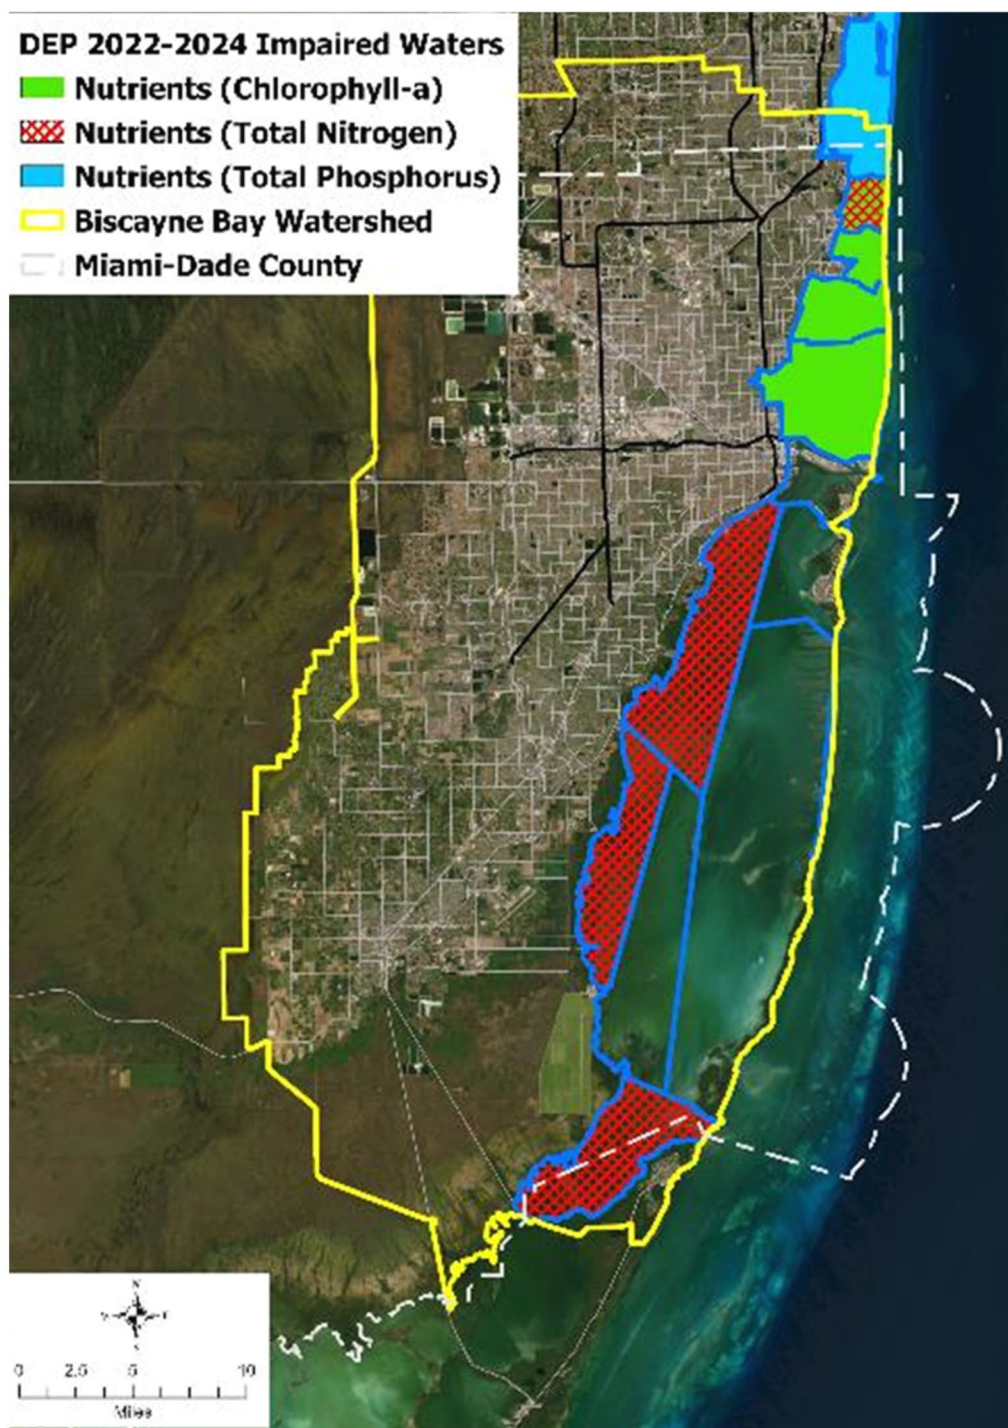 DEP 2022-2024 Impaired Waters
Nutrients (Chlorophyll-a)
Nutrients (Total Nitrogen)
Nutrients (Total Phosphorus)
Biscayne Bay Watershed
Miami-Dade County
N
0 2.5 5 10
Miles